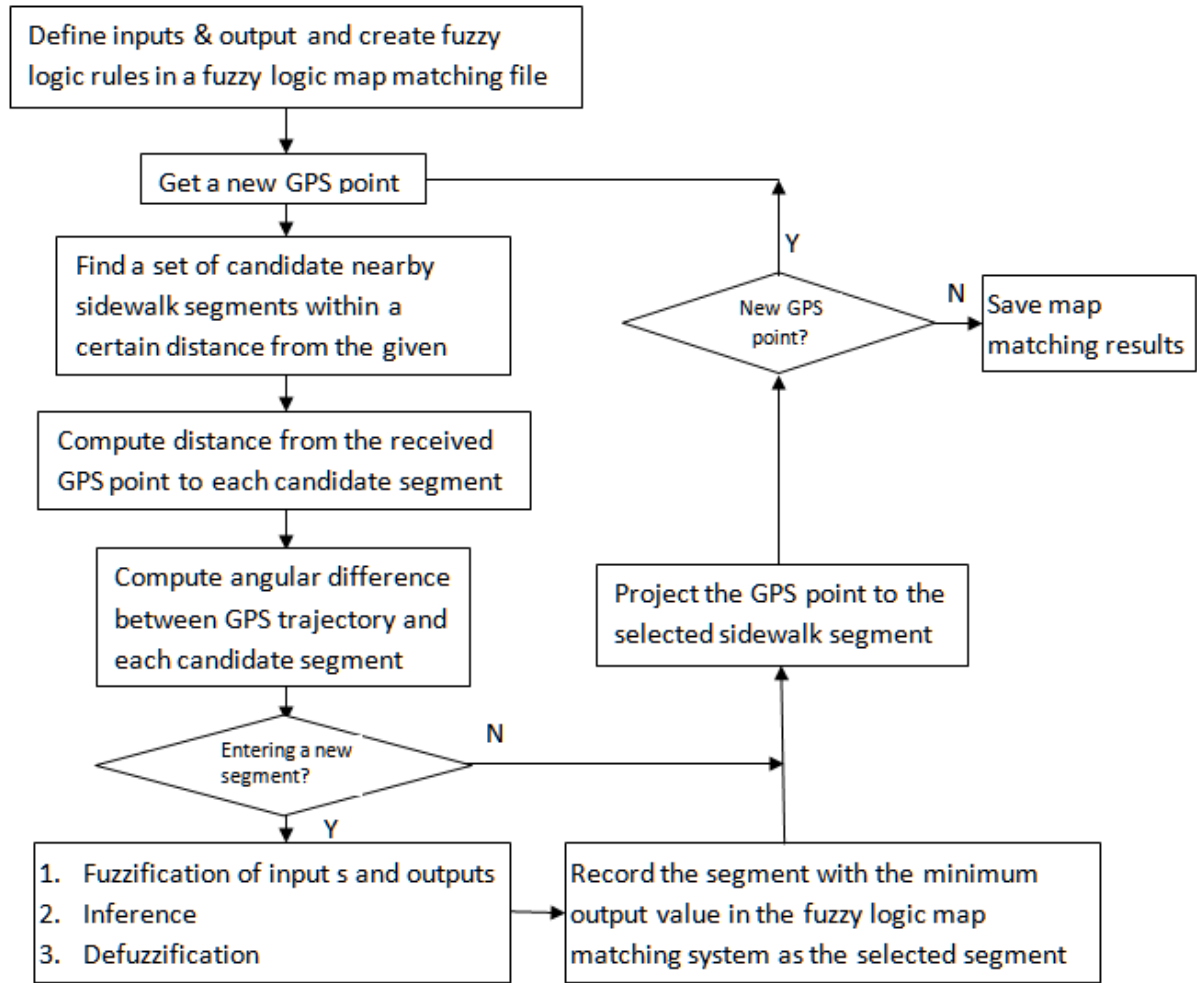 Define inputs & output and create fuzzy
logic rules in a fuzzy logic map matching file
Get a new GPS point
Find a set of candidate nearby
sidewalk segments within a
certain distance from the given
Compute distance from the received
GPS point to each candidate segment
Compute angular difference
between GPS trajectory and
each candidate segment
Entering a new
segment?
N
Y
1. Fuzzification of input s and outputs
2. Inference
3. Defuzzification
Record the segment with the minimum
output value in the fuzzy logic map
matching system as the selected segment
Project the GPS point to the
selected sidewalk segment
New GPS
point?
Y
N
Save map
matching results